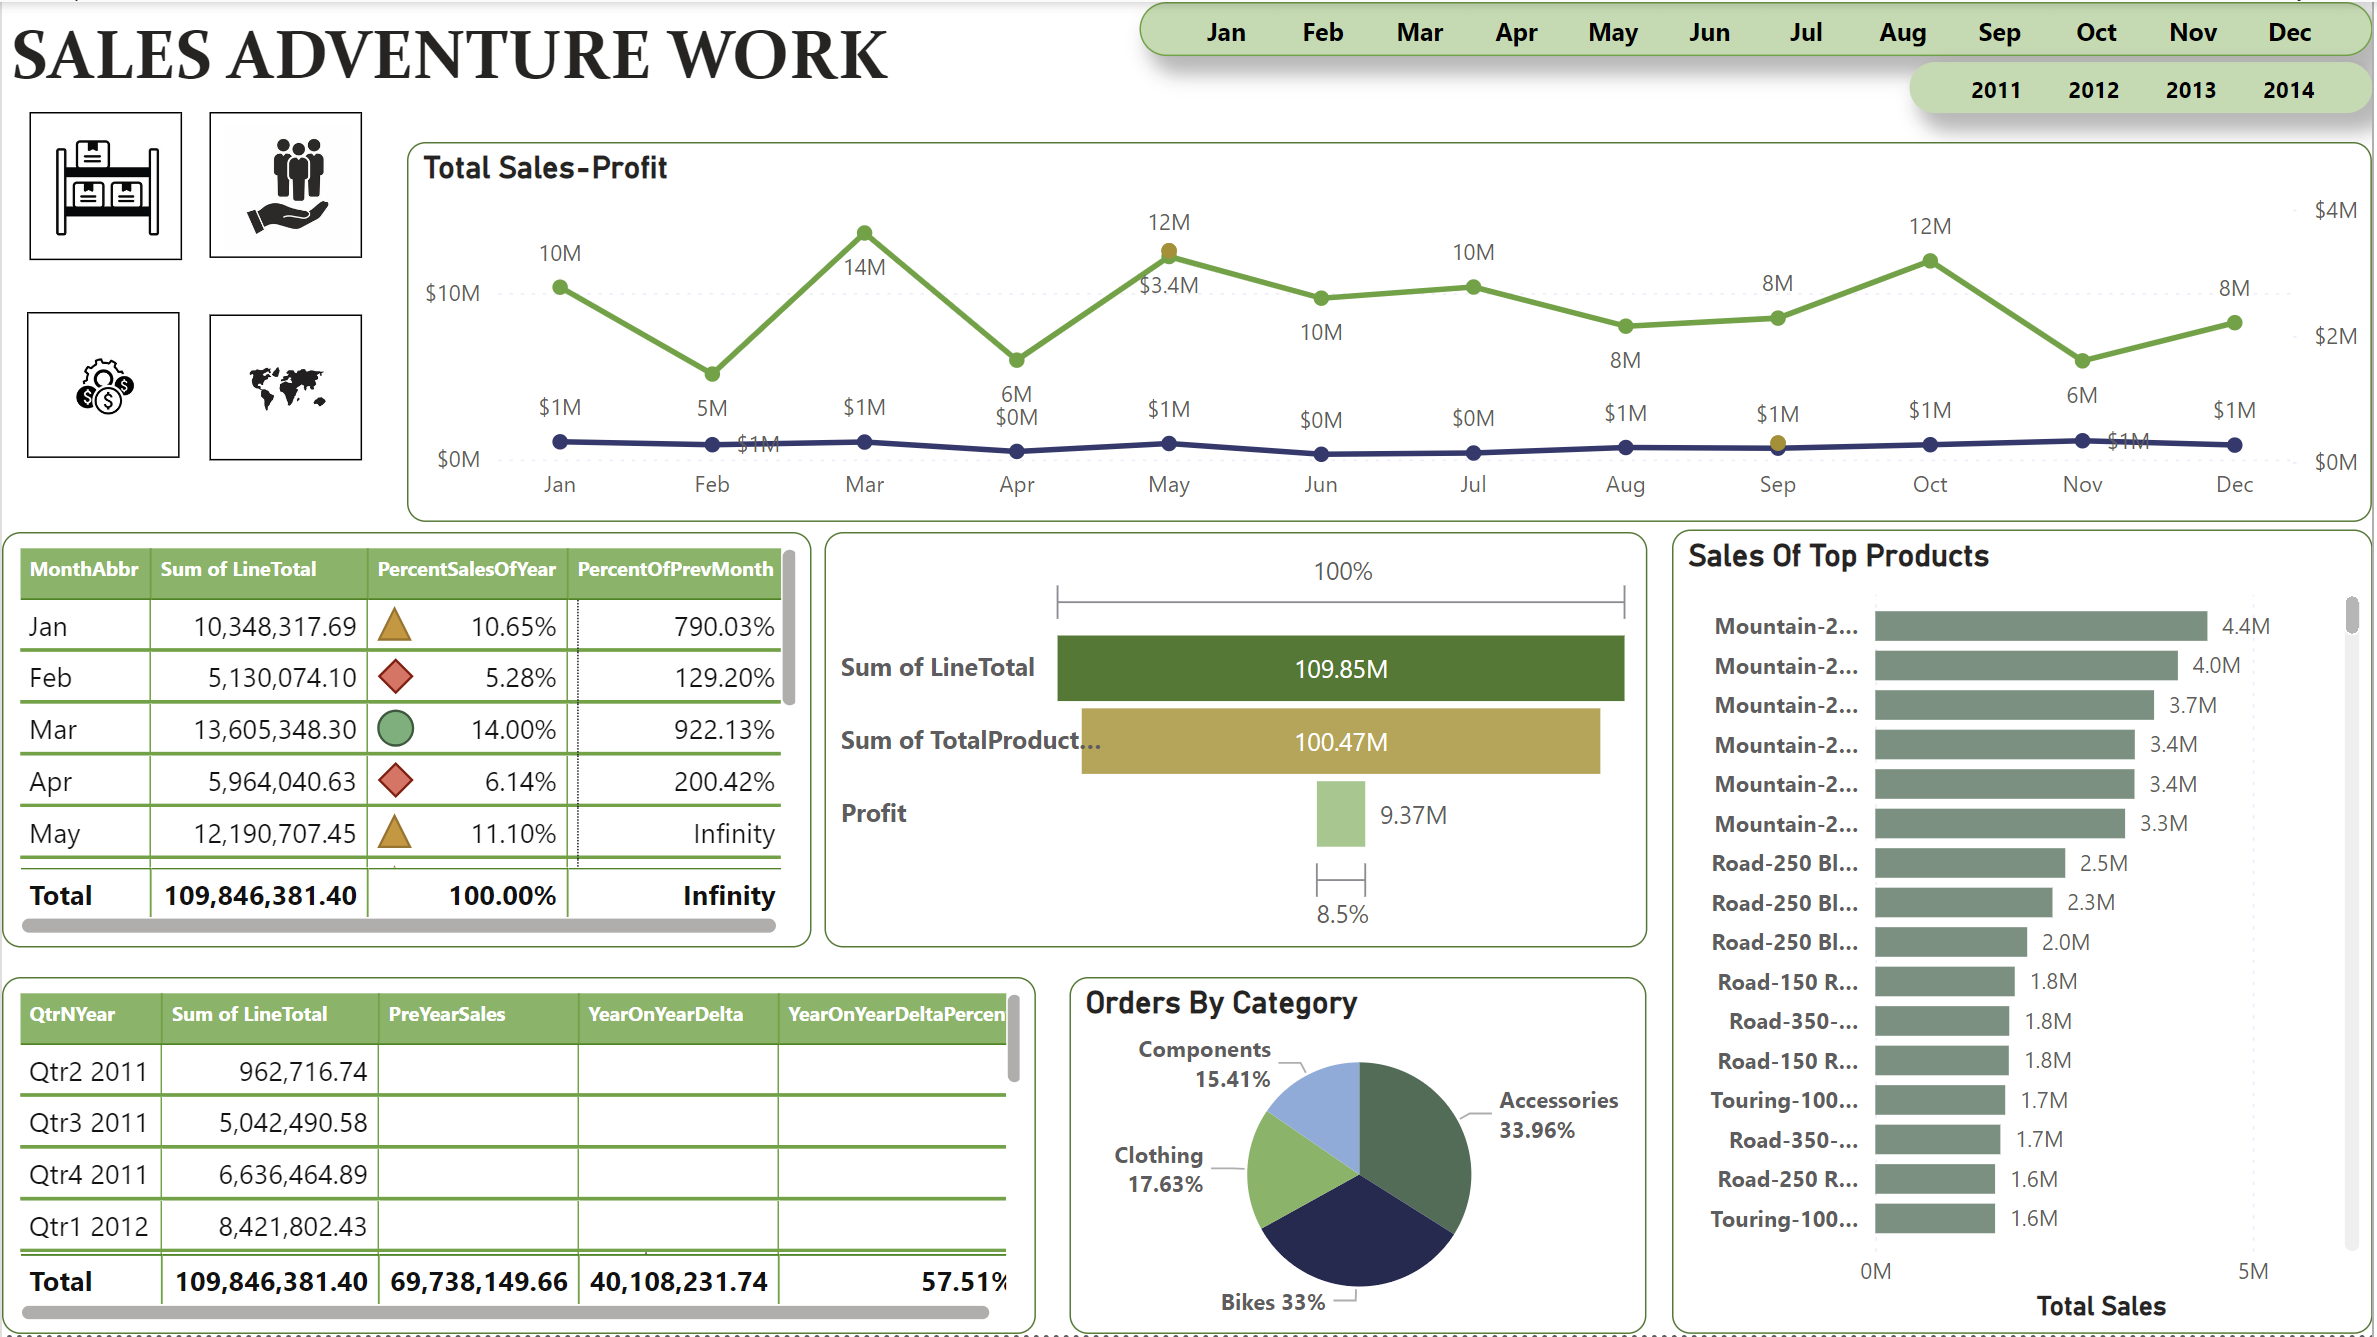 SALES ADVENTURE WORK
Jan Feb Mar Apr May Jun Jul Aug Sep Oct Nov Dec
2011 2012 2013 2014
Total Sales-Profit
$10M
$0M
$4M
$2M
$0M
10M 5M 14M 6M 12M 10M 10M 8M 8M 12M 6M 8M
$3.4M
$1M $1M $1M $0M $1M $0M $0M $1M $1M $1M $1M $1M
Jan Feb Mar Apr May Jun Jul Aug Sep Oct Nov Dec
MonthAbbr Sum of LineTotal PercentSalesOfYear PercentOfPrevMonth
Jan 10,348,317.69 10.65% 790.03%
Feb 5,130,074.10 5.28% 129.20%
Mar 13,605,348.30 14.00% 922.13%
Apr 5,964,040.63 6.14% 200.42%
May 12,190,707.45 11.10% Infinity
Total 109,846,381.40 100.00% Infinity
100%
Sum of LineTotal 109.85M
Sum of TotalProduct... 100.47M
Profit 9.37M
8.5%
Sales Of Top Products
Mountain-2... 4.4M
Mountain-2... 4.0M
Mountain-2... 3.7M
Mountain-2... 3.4M
Mountain-2... 3.4M
Mountain-2... 3.3M
Road-250 Bl... 2.5M
Road-250 Bl... 2.3M
Road-250 Bl... 2.0M
Road-150 R... 1.8M
Road-350-... 1.8M
Road-150 R... 1.8M
Touring-100... 1.7M
Road-350-... 1.7M
Road-250 R... 1.6M
Touring-100... 1.6M
0M 5M
Total Sales
QtrNYear Sum of LineTotal PreYearSales YearOnYearDelta YearOnYearDeltaPercen
Qtr2 2011 962,716.74
Qtr3 2011 5,042,490.58
Qtr4 2011 6,636,464.89
Qtr1 2012 8,421,802.43
Total 109,846,381.40 69,738,149.66 40,108,231.74 57.51%
Orders By Category
Components
15.41%
Accessories
33.96%
Clothing
17.63%
Bikes 33%